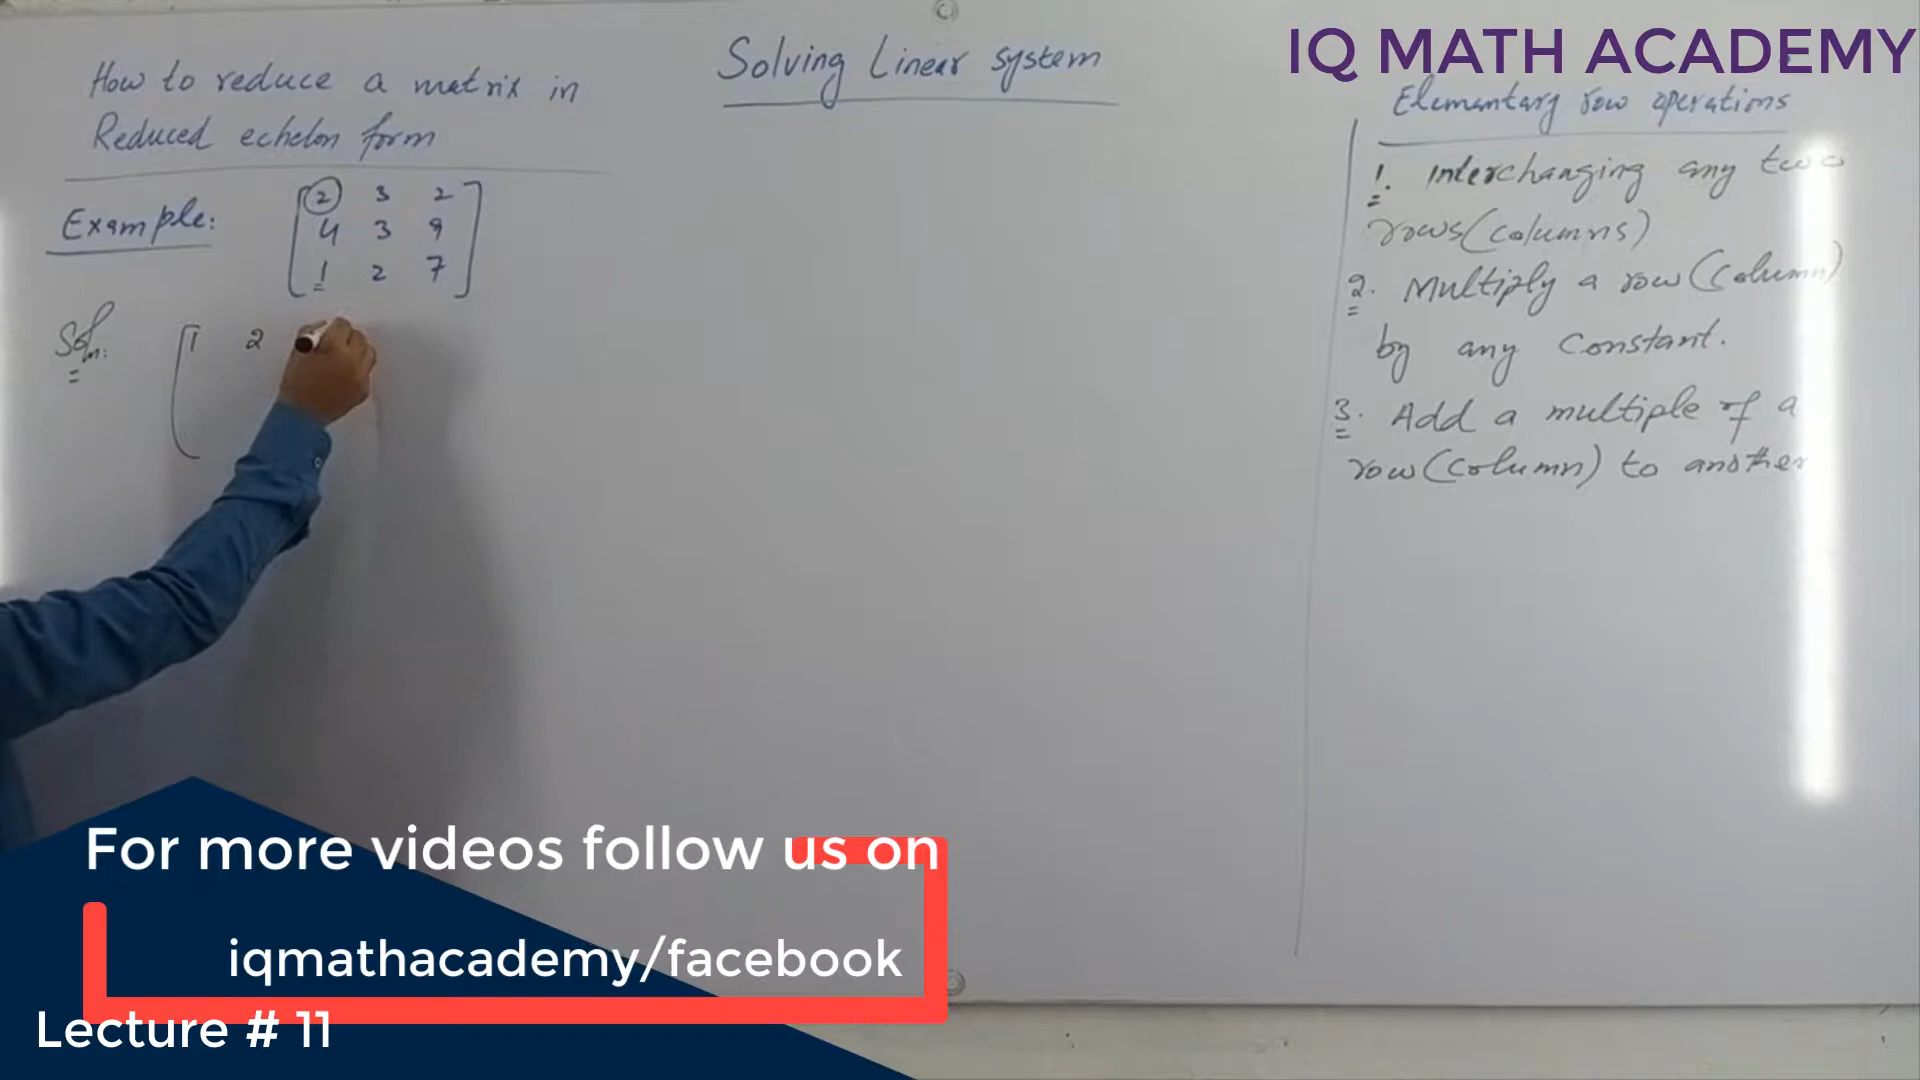 IQ MATH ACADEMY
Solving Linear system
How to reduce a matrix in
Reduced echelon form
Example:
2 3 2
4 3 9
1 2 7
Soln:
1 2
Elementary row operations
1. Interchanging any two
rows(columns)
2. Multiply a row(column)
by any Constant.
3. Add a multiple of a
row(column) to another
For more videos follow us on
iqmathacademy/facebook
Lecture # 11